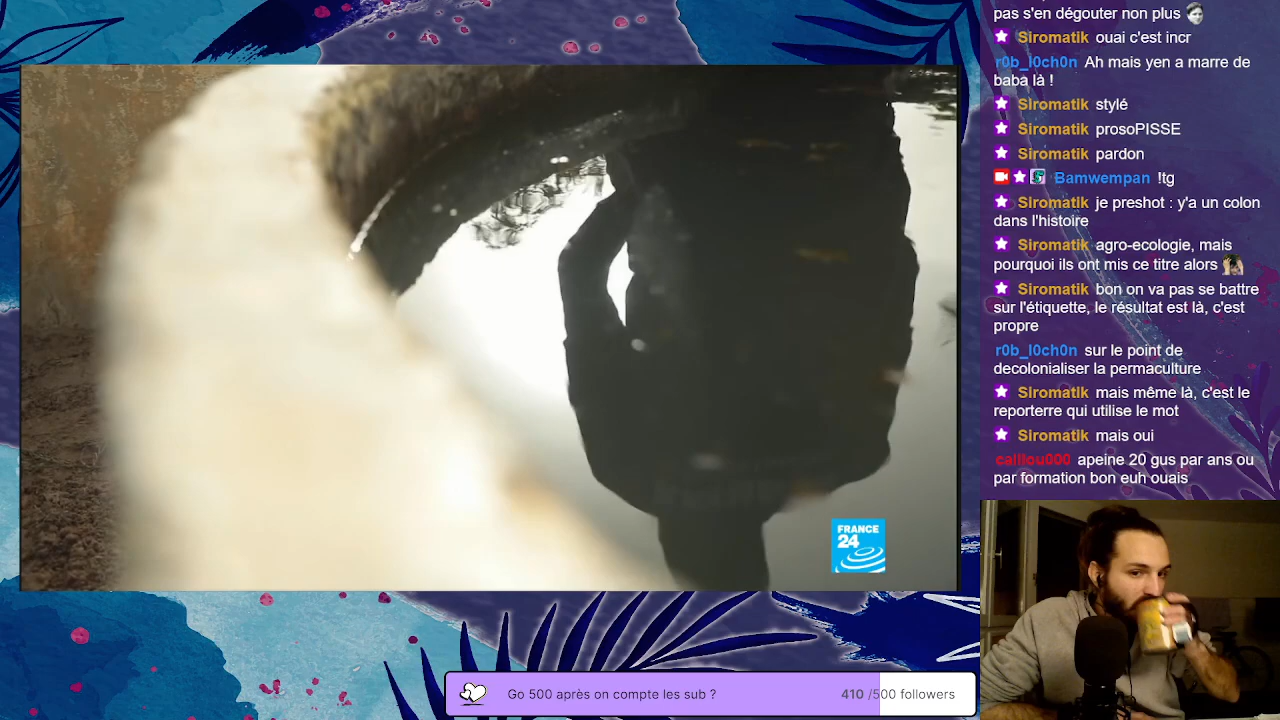 pas s'en dégouter non plus
Siromatik ouai c'est incr
r0b_l0ch0n Ah mais yen a marre de
baba là !
Siromatik stylé
Siromatik prosoPISSE
Siromatik pardon
Bamwempan !tg
Siromatik je preshot : y'a un colon
dans l'histoire
Siromatik agro-ecologie, mais
pourquoi ils ont mis ce titre alors
Siromatik bon on va pas se battre
sur l'étiquette, le résultat est là, c'est
propre
r0b_l0ch0n sur le point de
decolonialiser la permaculture
Siromatik mais même là, c'est le
reporterre qui utilise le mot
Siromatik mais oui
caillou000 apeine 20 gus par ans ou
par formation bon euh ouais
FRANCE
24
Go 500 après on compte les sub ?
410 /500 followers